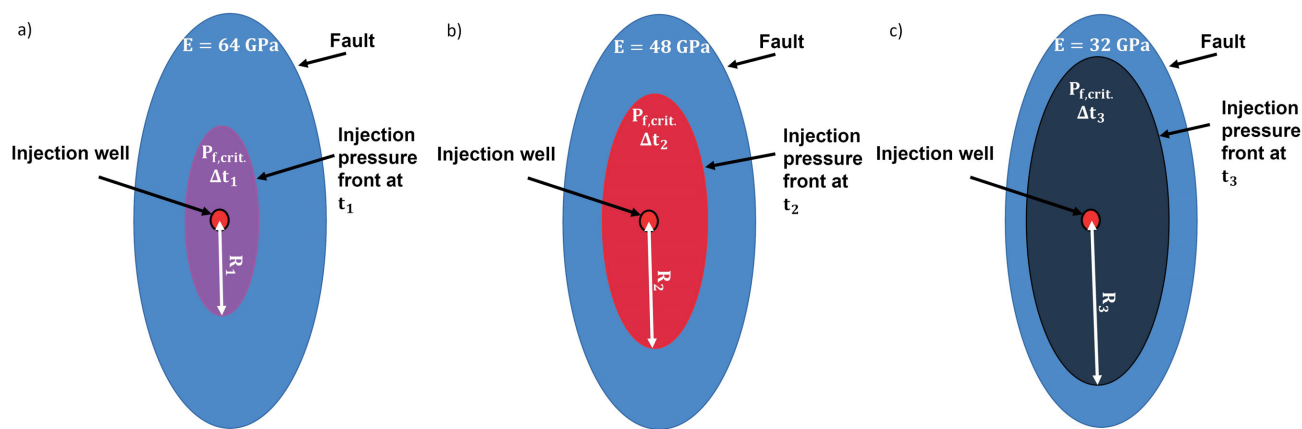 a)
E = 64 GPa
Fault
Pf,crit.
Δt1
Injection well
Injection
pressure
front at
t1
R1
b)
E = 48 GPa
Fault
Pf,crit.
Δt2
Injection well
Injection
pressure
front at
t2
R2
c)
E = 32 GPa
Fault
Pf,crit.
Δt3
Injection well
Injection
pressure
front at
t3
R3